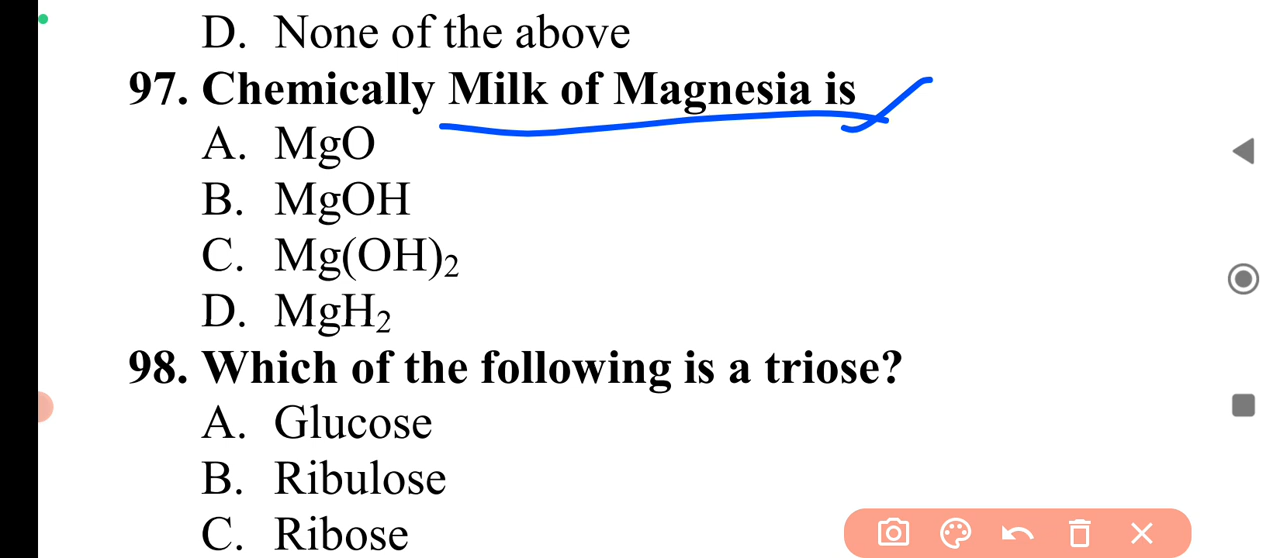 D. None of the above
97. Chemically Milk of Magnesia is
A. MgO
B. MgOH
C. Mg(OH)₂
D. MgH₂
98. Which of the following is a triose?
A. Glucose
B. Ribulose
C. Ribose